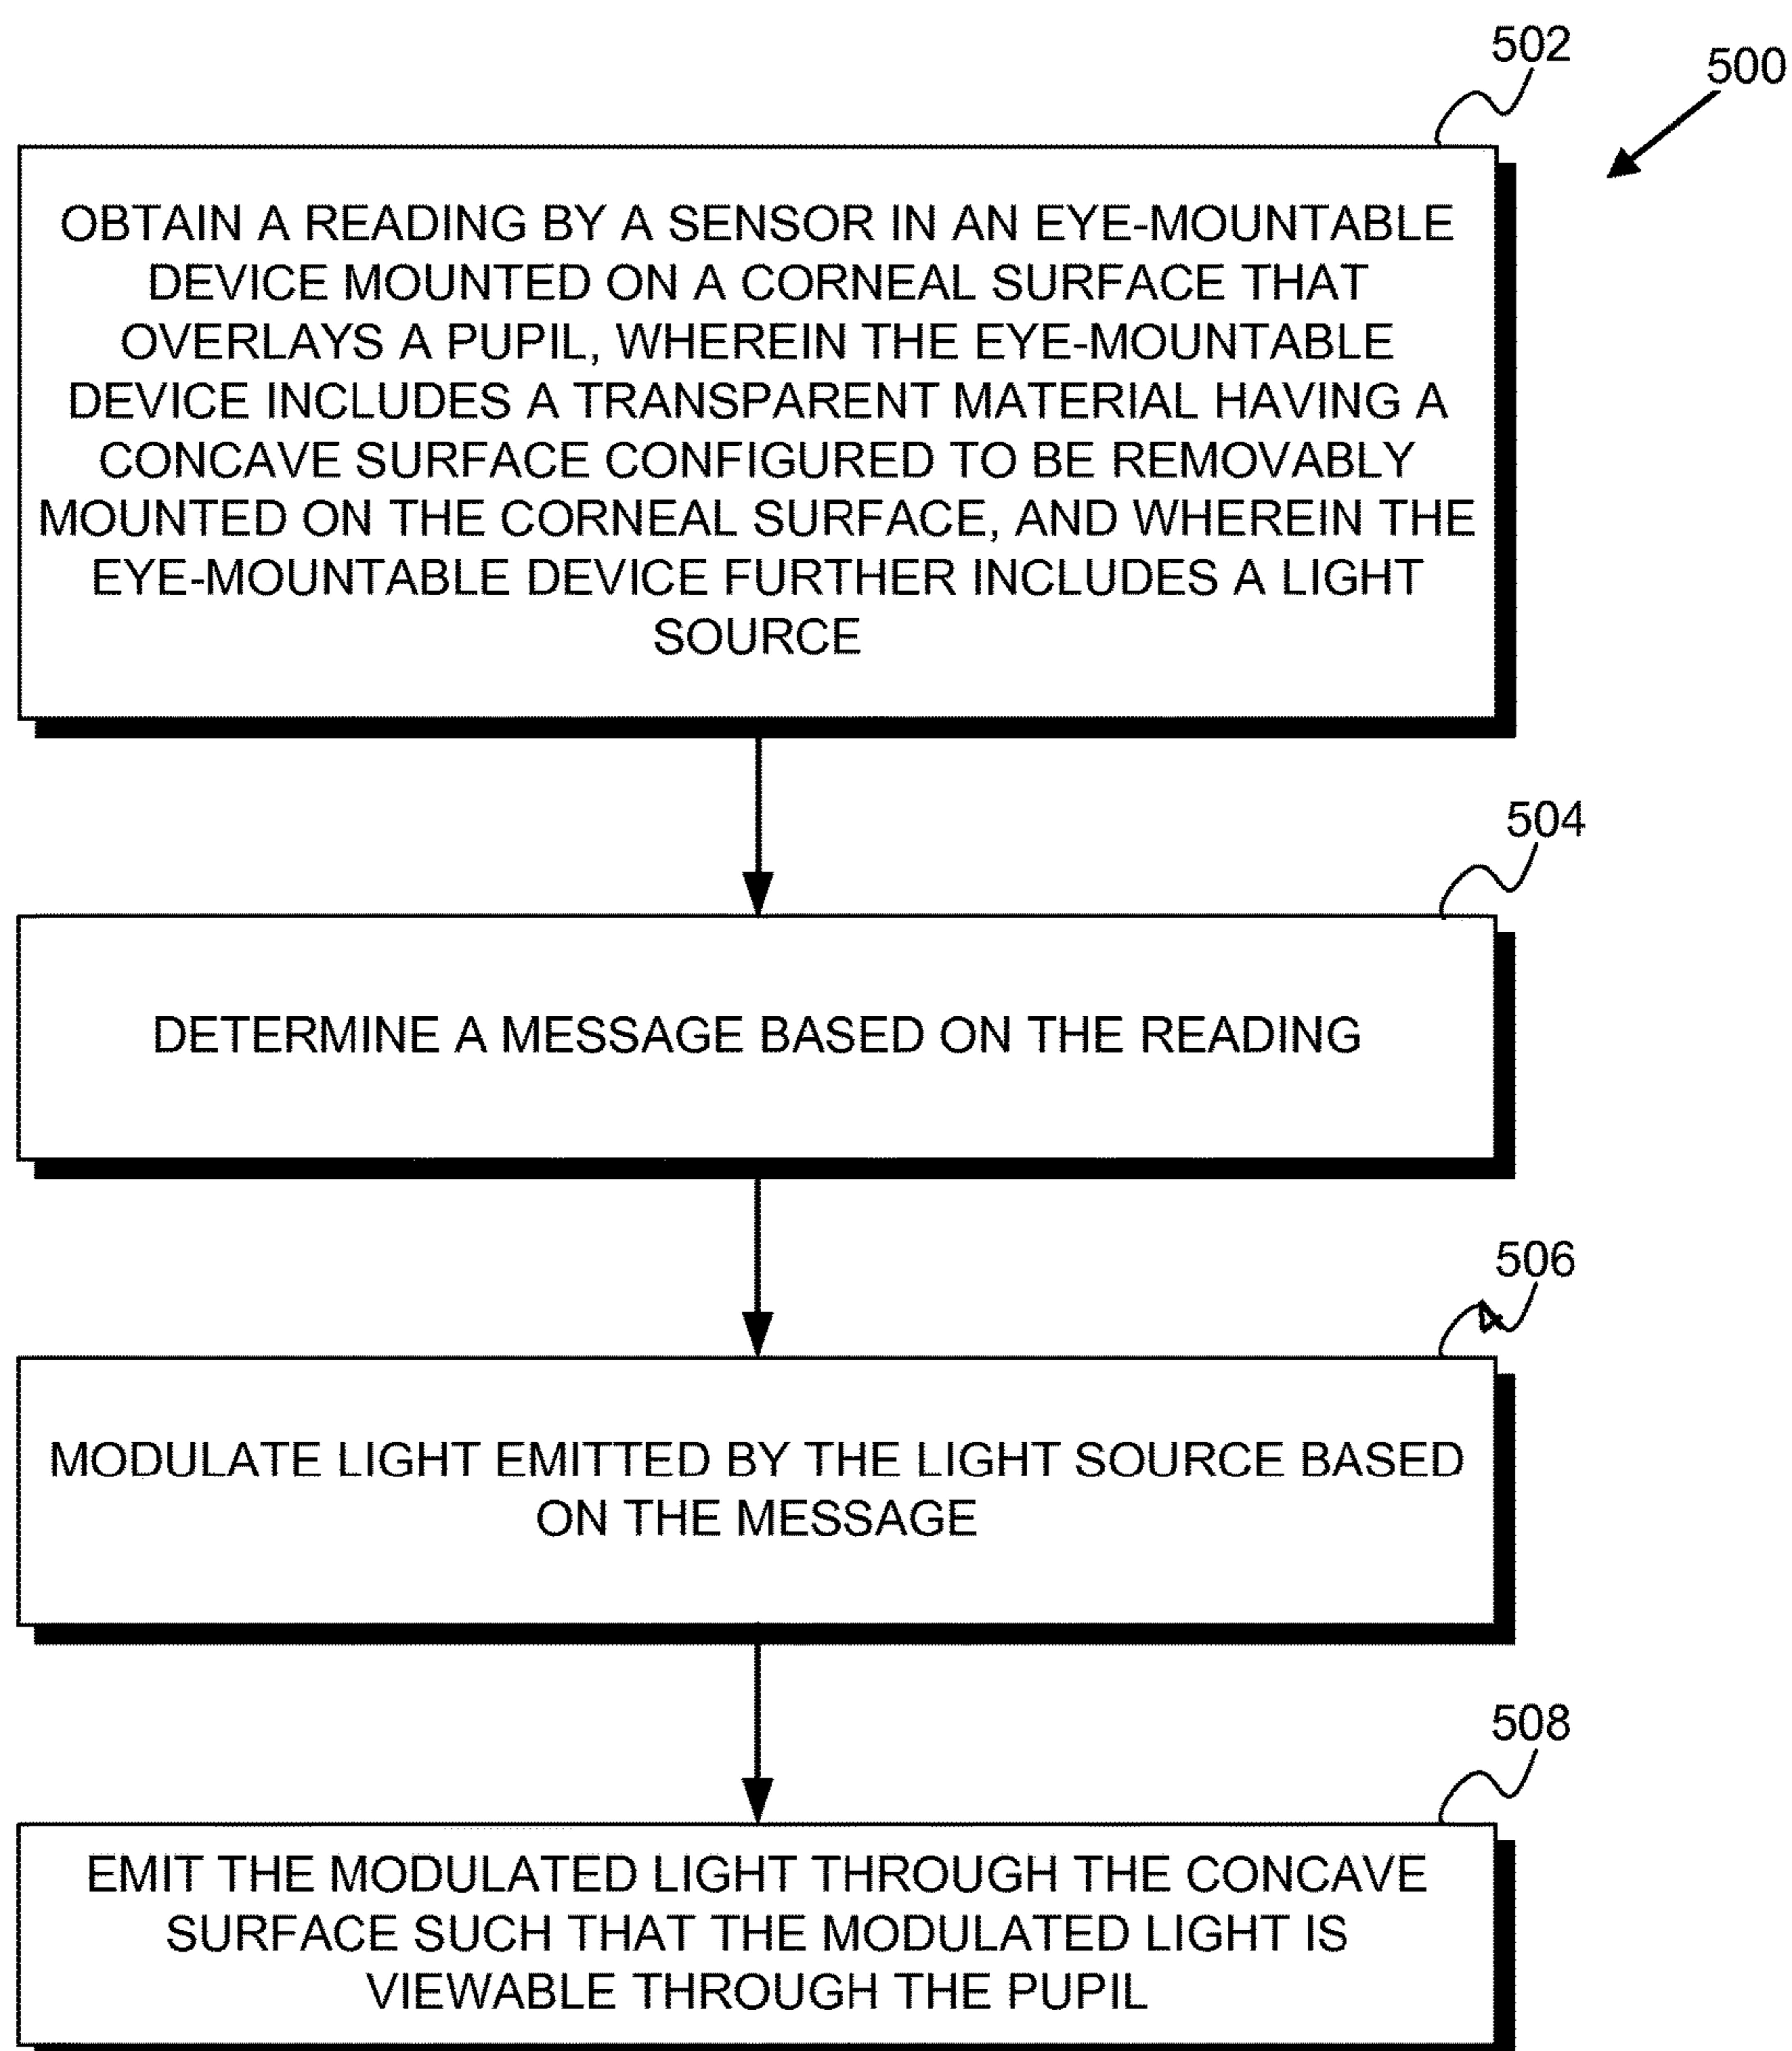 502
500
OBTAIN A READING BY A SENSOR IN AN EYE-MOUNTABLE
DEVICE MOUNTED ON A CORNEAL SURFACE THAT
OVERLAYS A PUPIL, WHEREIN THE EYE-MOUNTABLE
DEVICE INCLUDES A TRANSPARENT MATERIAL HAVING A
CONCAVE SURFACE CONFIGURED TO BE REMOVABLY
MOUNTED ON THE CORNEAL SURFACE, AND WHEREIN THE
EYE-MOUNTABLE DEVICE FURTHER INCLUDES A LIGHT
SOURCE
504
DETERMINE A MESSAGE BASED ON THE READING
506
MODULATE LIGHT EMITTED BY THE LIGHT SOURCE BASED
ON THE MESSAGE
508
EMIT THE MODULATED LIGHT THROUGH THE CONCAVE
SURFACE SUCH THAT THE MODULATED LIGHT IS
VIEWABLE THROUGH THE PUPIL